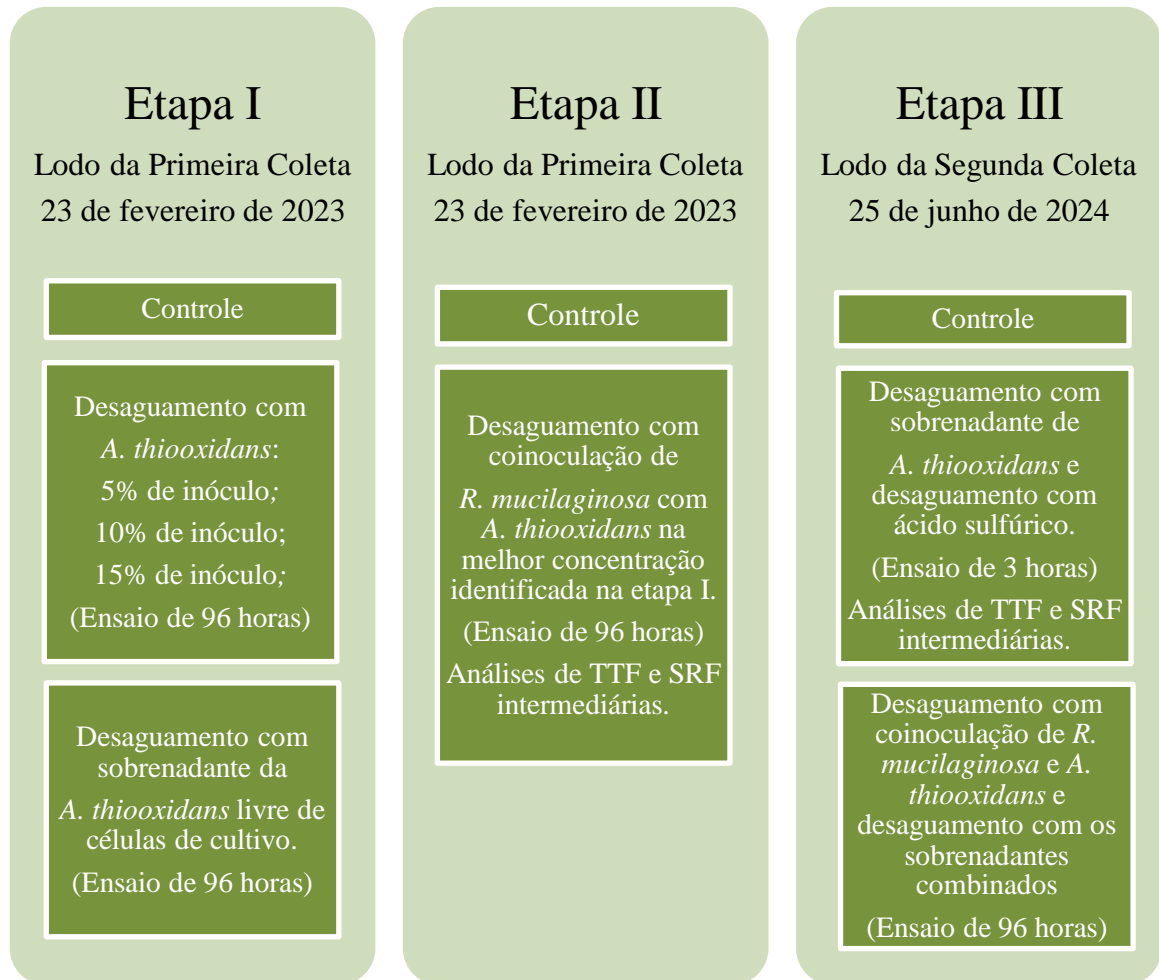 Etapa I
Lodo da Primeira Coleta
23 de fevereiro de 2023
Controle
Desaguamento com
A. thiooxidans:
5% de inóculo;
10% de inóculo;
15% de inóculo;
(Ensaio de 96 horas)
Desaguamento com
sobrenadante da
A. thiooxidans livre de
células de cultivo.
(Ensaio de 96 horas)
Etapa II
Lodo da Primeira Coleta
23 de fevereiro de 2023
Controle
Desaguamento com
coinoculação de
R. mucilaginosa com
A. thiooxidans na
melhor concentração
identificada na etapa I.
(Ensaio de 96 horas)
Análises de TTF e SRF
intermediárias.
Etapa III
Lodo da Segunda Coleta
25 de junho de 2024
Controle
Desaguamento com
sobrenadante de
A. thiooxidans e
desaguamento com
ácido sulfúrico.
(Ensaio de 3 horas)
Análises de TTF e SRF
intermediárias.
Desaguamento com
coinoculação de R.
mucilaginosa e A.
thiooxidans e
desaguamento com os
sobrenadantes
combinados
(Ensaio de 96 horas)